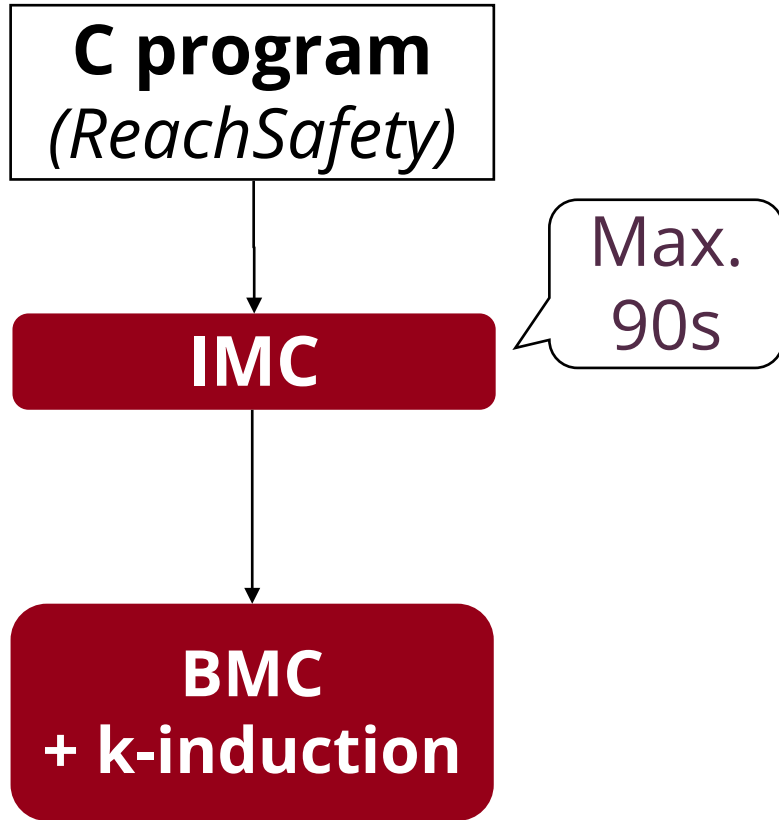 C program
(ReachSafety)
Max.
90s
IMC
BMC
+ k-induction